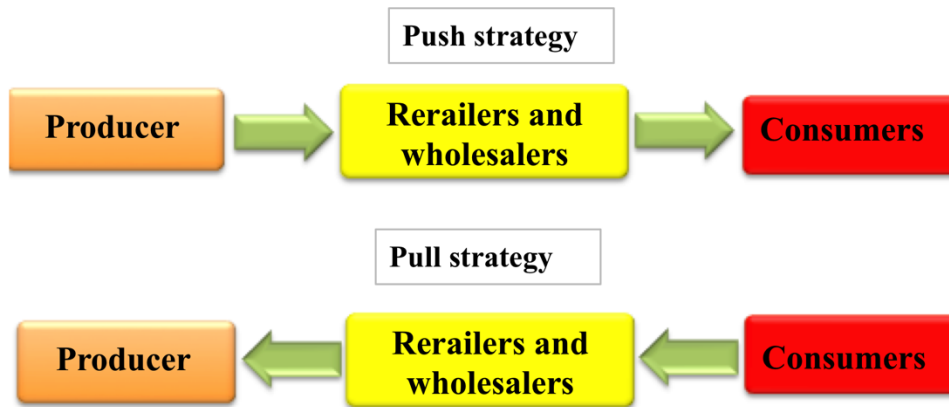 Push strategy
Producer
Rerailers and
wholesalers
Consumers
Pull strategy
Producer
Rerailers and
wholesalers
Consumers